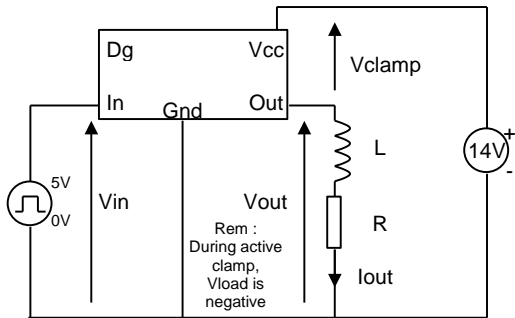 Dg
Vcc
In
Gnd
Out
Vclamp
14V
+
-
5V
0V
Vin
Vout
L
R
Iout
Rem :
During active
clamp,
Vload is
negative